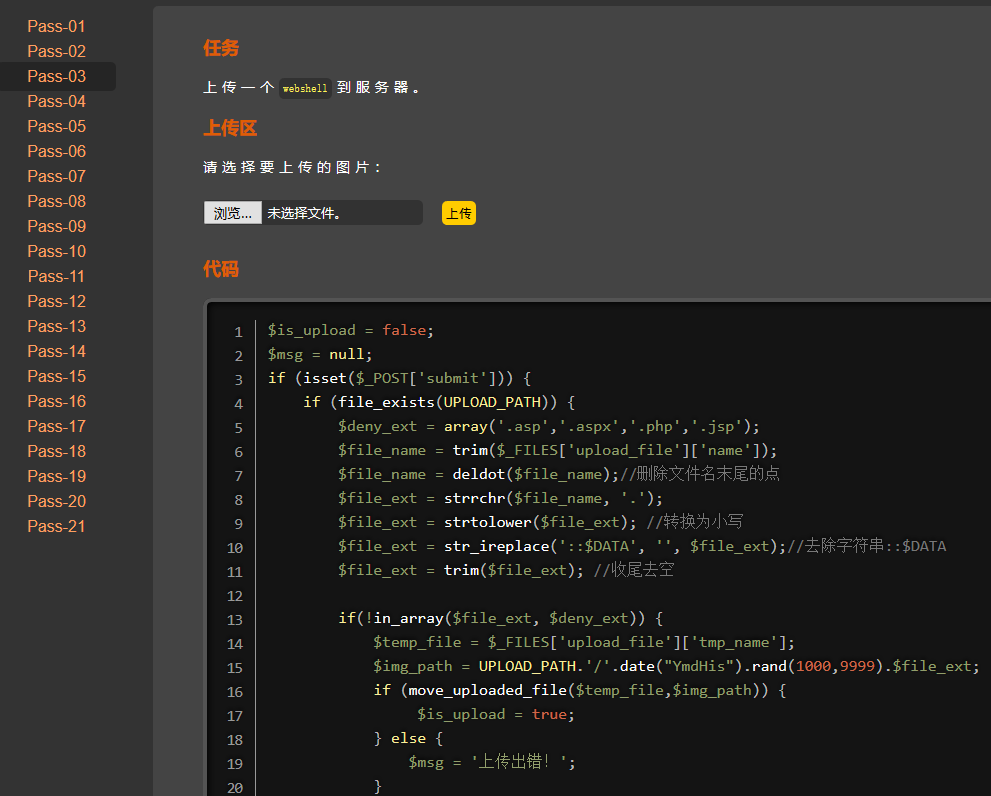 Pass-01
Pass-02
Pass-03
Pass-04
Pass-05
Pass-06
Pass-07
Pass-08
Pass-09
Pass-10
Pass-11
Pass-12
Pass-13
Pass-14
Pass-15
Pass-16
Pass-17
Pass-18
Pass-19
Pass-20
Pass-21
任务
上传一个 webshell 到服务器。
上传区
请选择要上传的图片：
浏览... 未选择文件。 上传
代码
1 $is_upload = false;
2 $msg = null;
3 if (isset($_POST['submit'])) {
4     if (file_exists(UPLOAD_PATH)) {
5         $deny_ext = array('.asp','.aspx','.php','.jsp');
6         $file_name = trim($_FILES['upload_file']['name']);
7         $file_name = deldot($file_name);//删除文件名末尾的点
8         $file_ext = strrchr($file_name, '.');
9         $file_ext = strtolower($file_ext); //转换为小写
10         $file_ext = str_ireplace('::$DATA', '', $file_ext);//去除字符串::$DATA
11         $file_ext = trim($file_ext); //收尾去空
12
13         if(!in_array($file_ext, $deny_ext)) {
14             $temp_file = $_FILES['upload_file']['tmp_name'];
15             $img_path = UPLOAD_PATH.'/'.date("YmdHis").rand(1000,9999).$file_ext;
16             if (move_uploaded_file($temp_file,$img_path)) {
17                  $is_upload = true;
18             } else {
19                 $msg = '上传出错！';
20             }